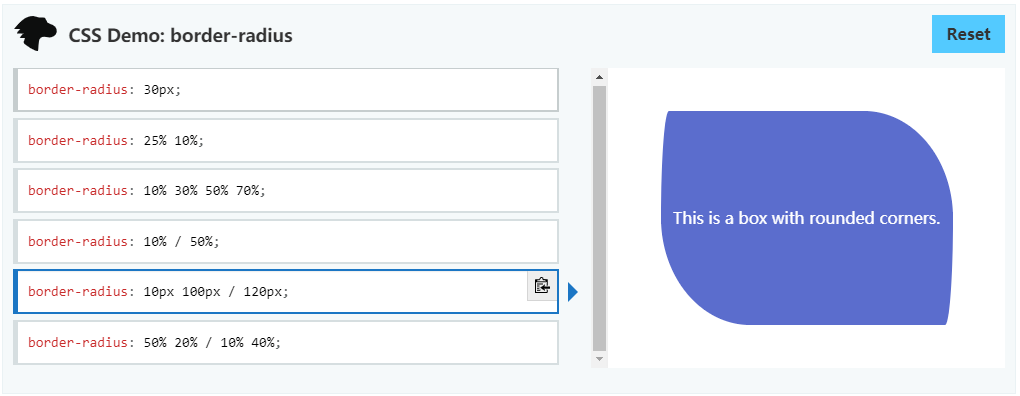 CSS Demo: border-radius
Reset
border-radius: 30px;
border-radius: 25% 10%;
border-radius: 10% 30% 50% 70%;
border-radius: 10% / 50%;
border-radius: 10px 100px / 120px;
border-radius: 50% 20% / 10% 40%;
This is a box with rounded corners.